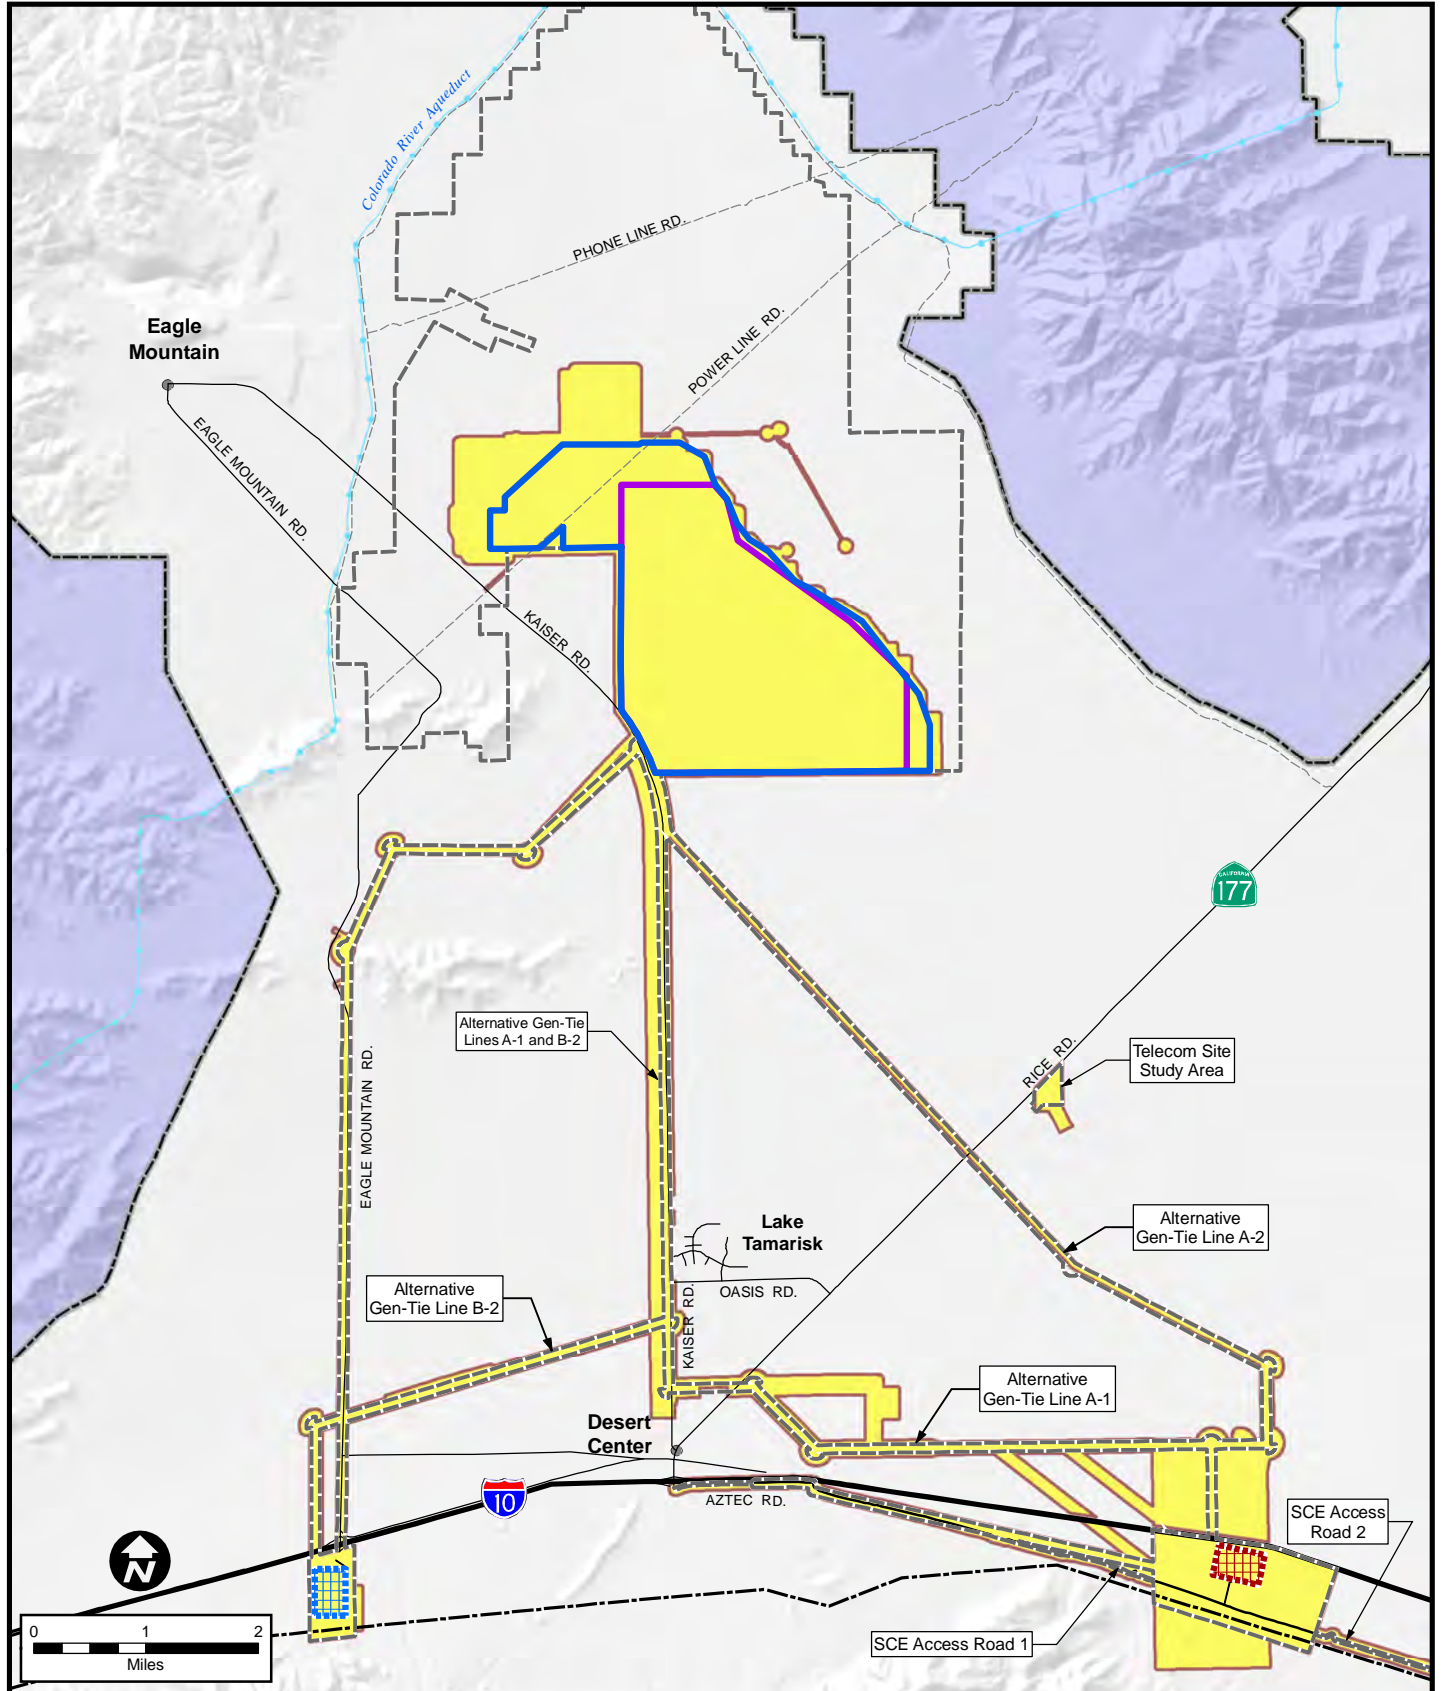 Colorado River Aqueduct
PHONE LINE RD.
POWER LINE RD.
Eagle
Mountain
EAGLE MOUNTAIN RD.
KAISER RD.
CALIFORNIA
177
Alternative Gen-Tie
Lines A-1 and B-2
EAGLE MOUNTAIN RD.
RICE RD.
Telecom Site
Study Area
Lake
Tamarisk
Alternative
Gen-Tie Line A-2
OASIS RD.
KAISER RD.
Alternative
Gen-Tie Line B-2
Alternative
Gen-Tie Line A-1
Desert
Center
10
AZTEC RD.
SCE Access
Road 2
N
SCE Access Road 1
0 1 2
Miles